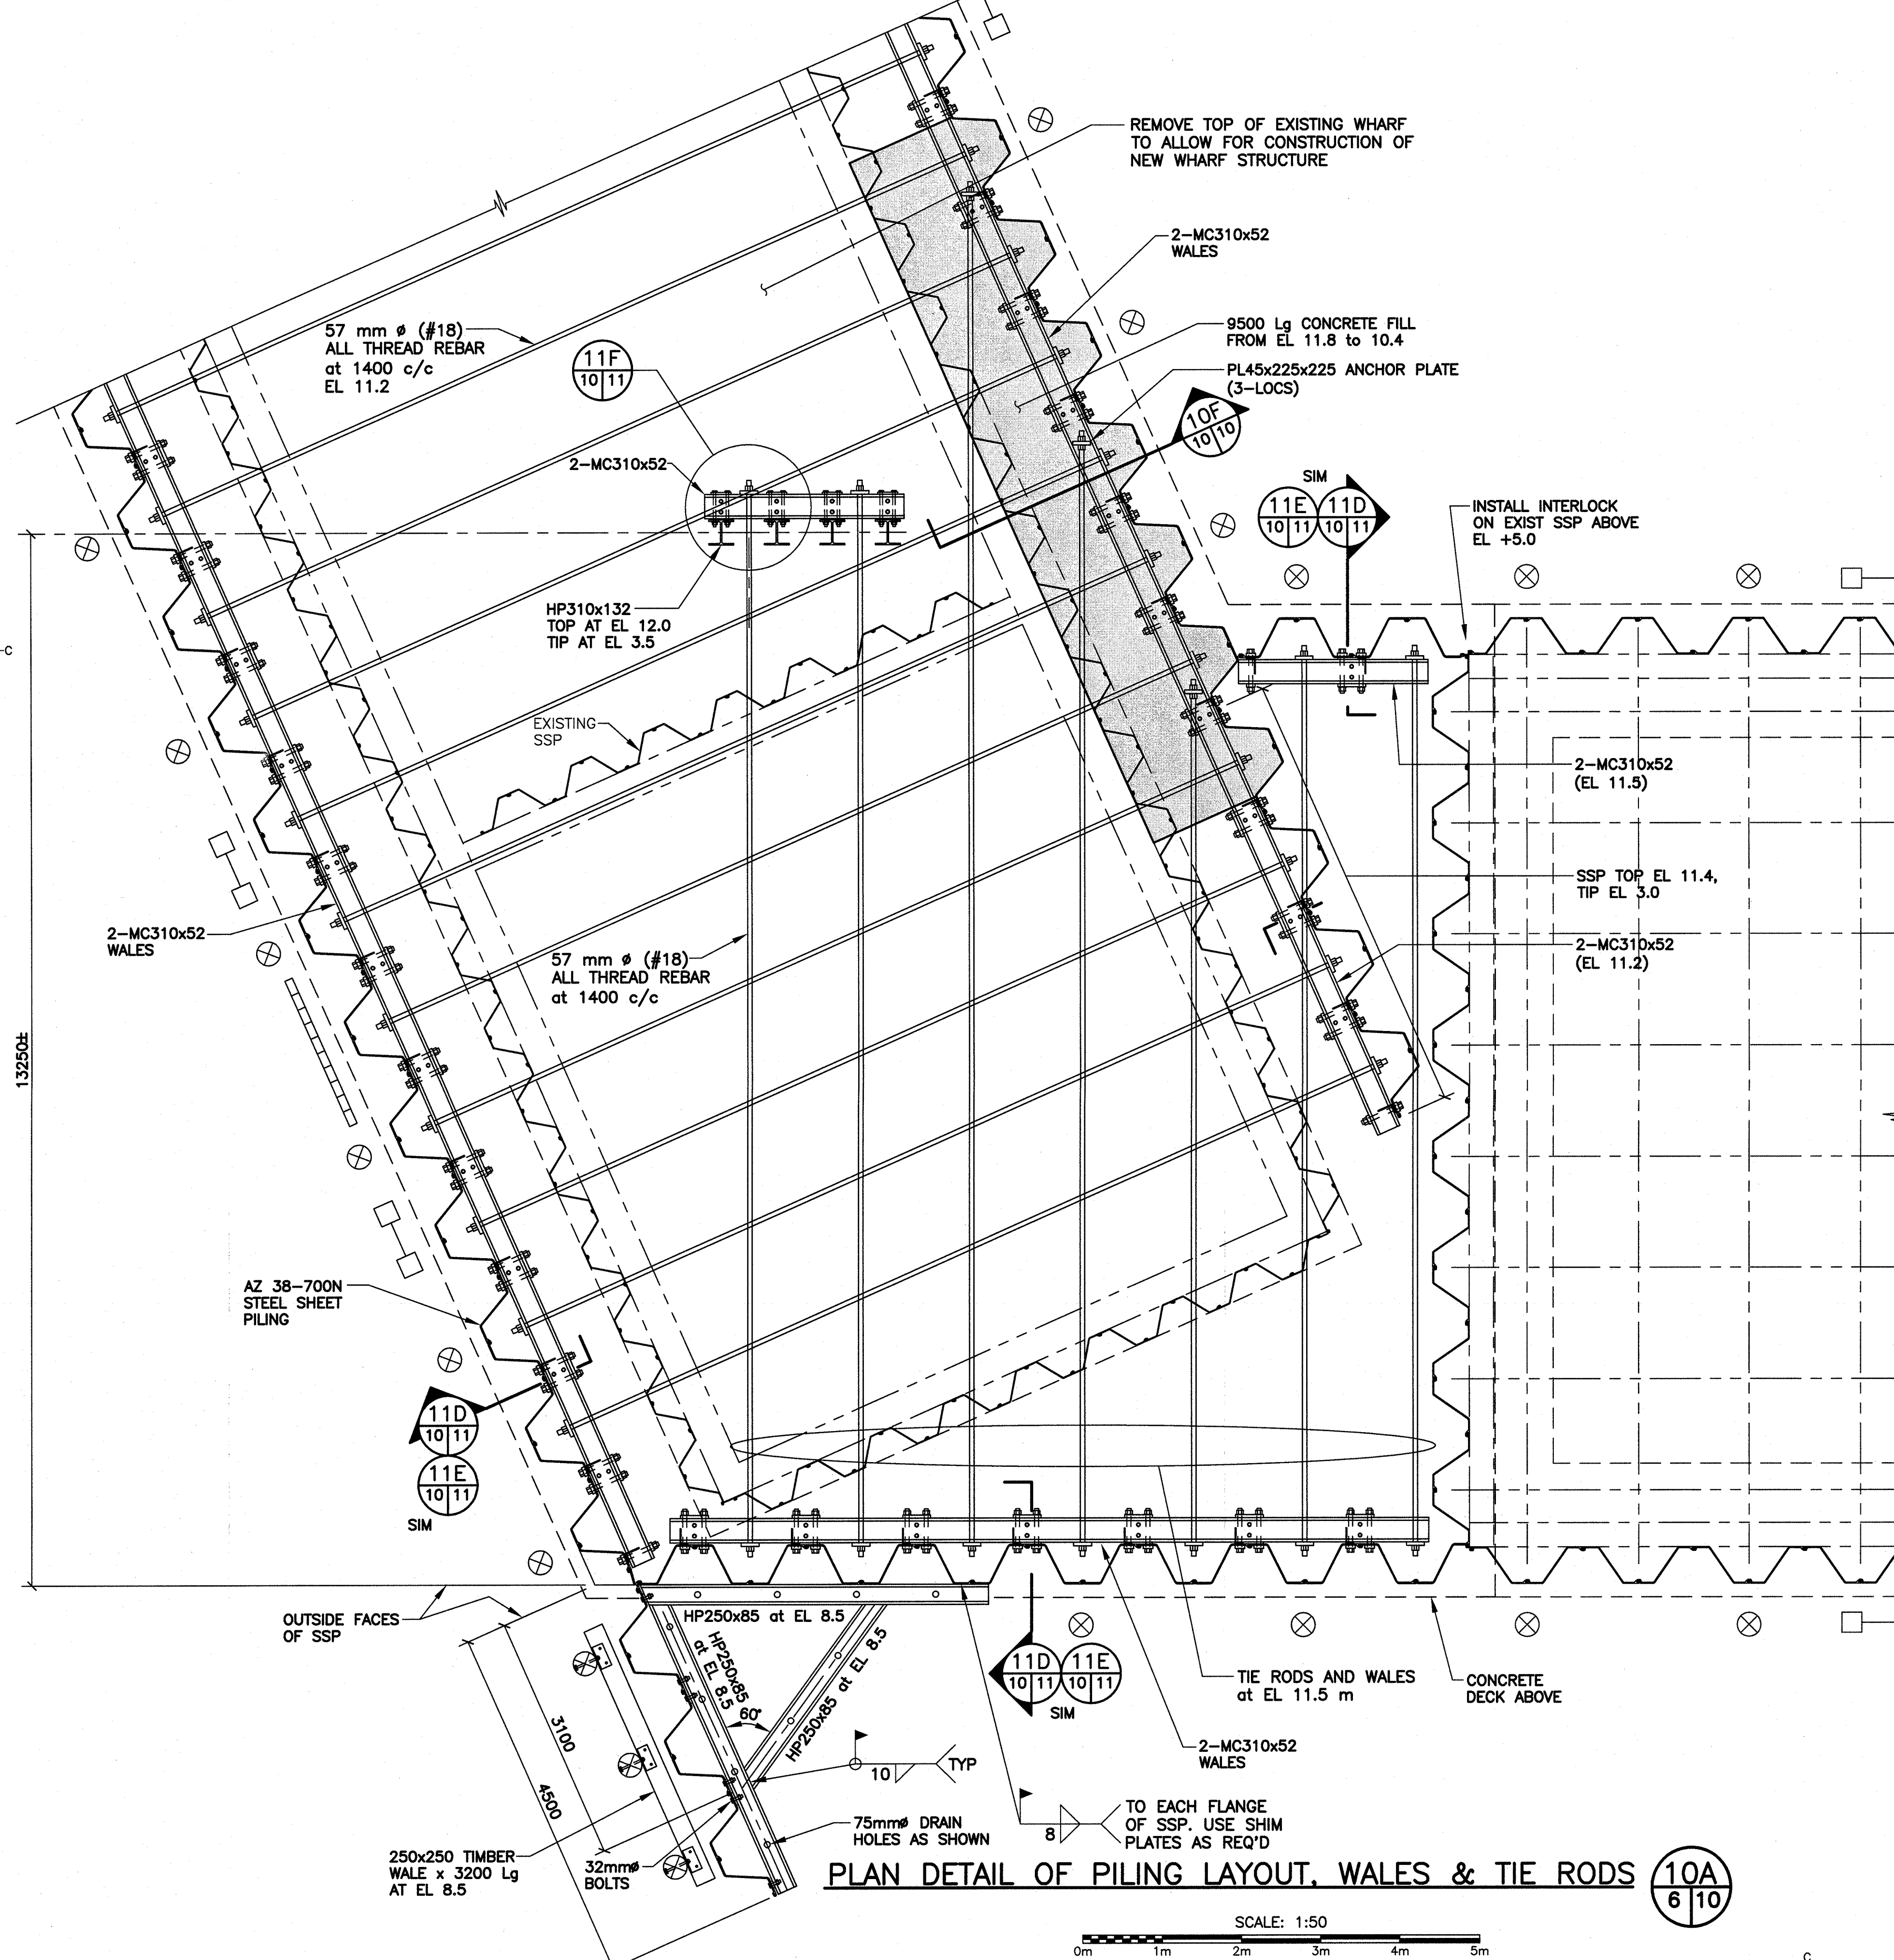 REMOVE TOP OF EXISTING WHARF
TO ALLOW FOR CONSTRUCTION OF
NEW WHARF STRUCTURE
2-MC310x52
WALES
57 mm ø (#18)
ALL THREAD REBAR
at 1400 c/c
EL 11.2
11F
10 11
9500 Lg CONCRETE FILL
FROM EL 11.8 to 10.4
PL45x225x225 ANCHOR PLATE
(3-LOCS)
10F
10 10
2-MC310x52
SIM
11E
10 11
11D
10 11
INSTALL INTERLOCK
ON EXIST SSP ABOVE
EL +5.0
HP310x132
TOP AT EL 12.0
TIP AT EL 3.5
C
EXISTING
SSP
2-MC310x52
(EL 11.5)
SSP TOP EL 11.4,
TIP EL 3.0
2-MC310x52
WALES
2-MC310x52
(EL 11.2)
57 mm ø (#18)
ALL THREAD REBAR
at 1400 c/c
13250±
AZ 38-700N
STEEL SHEET
PILING
11D
10 11
11E
10 11
SIM
OUTSIDE FACES
OF SSP
HP250x85 at EL 8.5
HP250x85
at EL 8.5
HP250x85 at EL 8.5
60°
11D
10 11
11E
10 11
SIM
TIE RODS AND WALES
at EL 11.5 m
CONCRETE
DECK ABOVE
3100
4500
2-MC310x52
WALES
10
TYP
8
TO EACH FLANGE
OF SSP. USE SHIM
PLATES AS REQ'D
75mmø DRAIN
HOLES AS SHOWN
250x250 TIMBER
WALE x 3200 Lg
AT EL 8.5
32mmø
BOLTS
PLAN DETAIL OF PILING LAYOUT, WALES & TIE RODS
10A
6 10
SCALE: 1:50
0m 1m 2m 3m 4m 5m
C